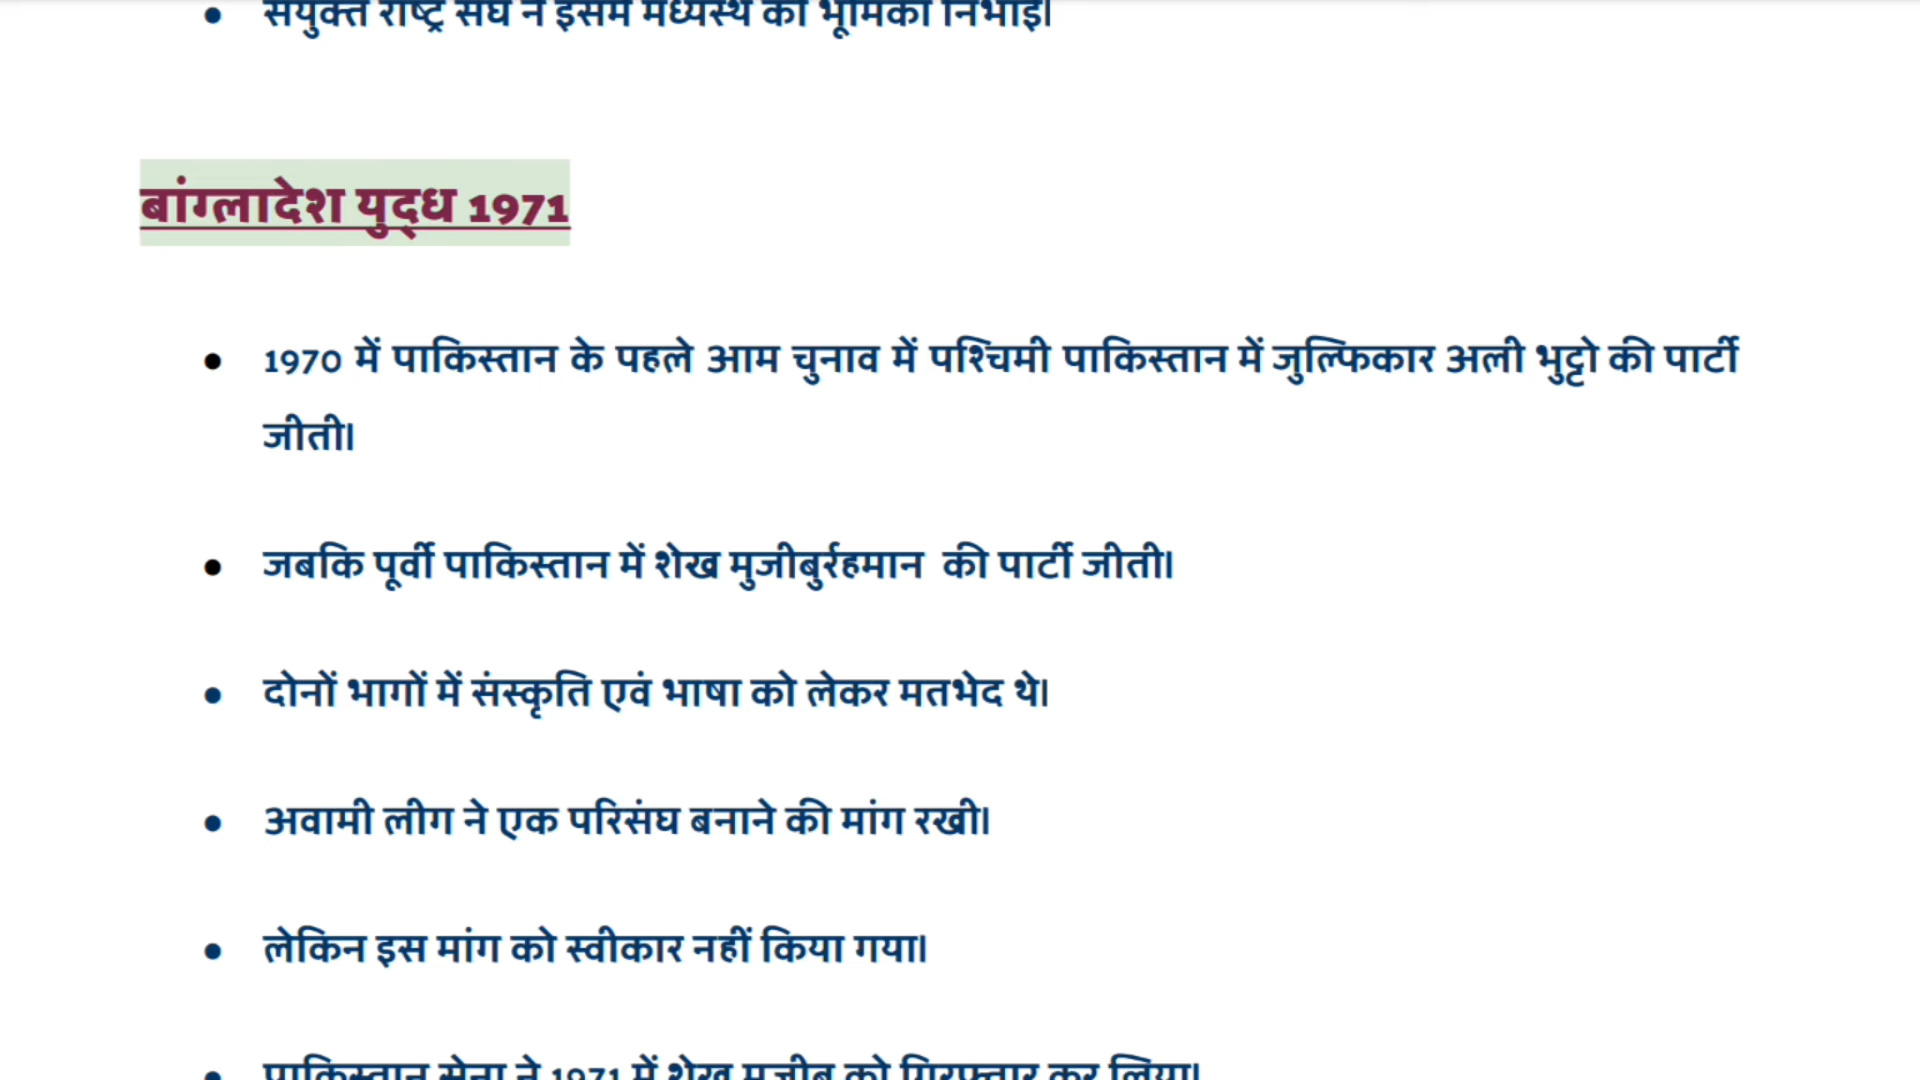 संयुक्त राष्ट्र संघ ने इसमें मध्यस्थ की भूमिका निभाई।
बांग्लादेश युद्ध 1971
1970 में पाकिस्तान के पहले आम चुनाव में पश्चिमी पाकिस्तान में जुल्फिकार अली भुट्टो की पार्टी
जीती।
जबकि पूर्वी पाकिस्तान में शेख मुजीबुर्रहमान की पार्टी जीती।
दोनों भागों में संस्कृति एवं भाषा को लेकर मतभेद थे।
अवामी लीग ने एक परिसंघ बनाने की मांग रखी।
लेकिन इस मांग को स्वीकार नहीं किया गया।
पाकिस्तान सेना ने 1971 में शेख मुजीब को गिरफ्तार कर लिया।